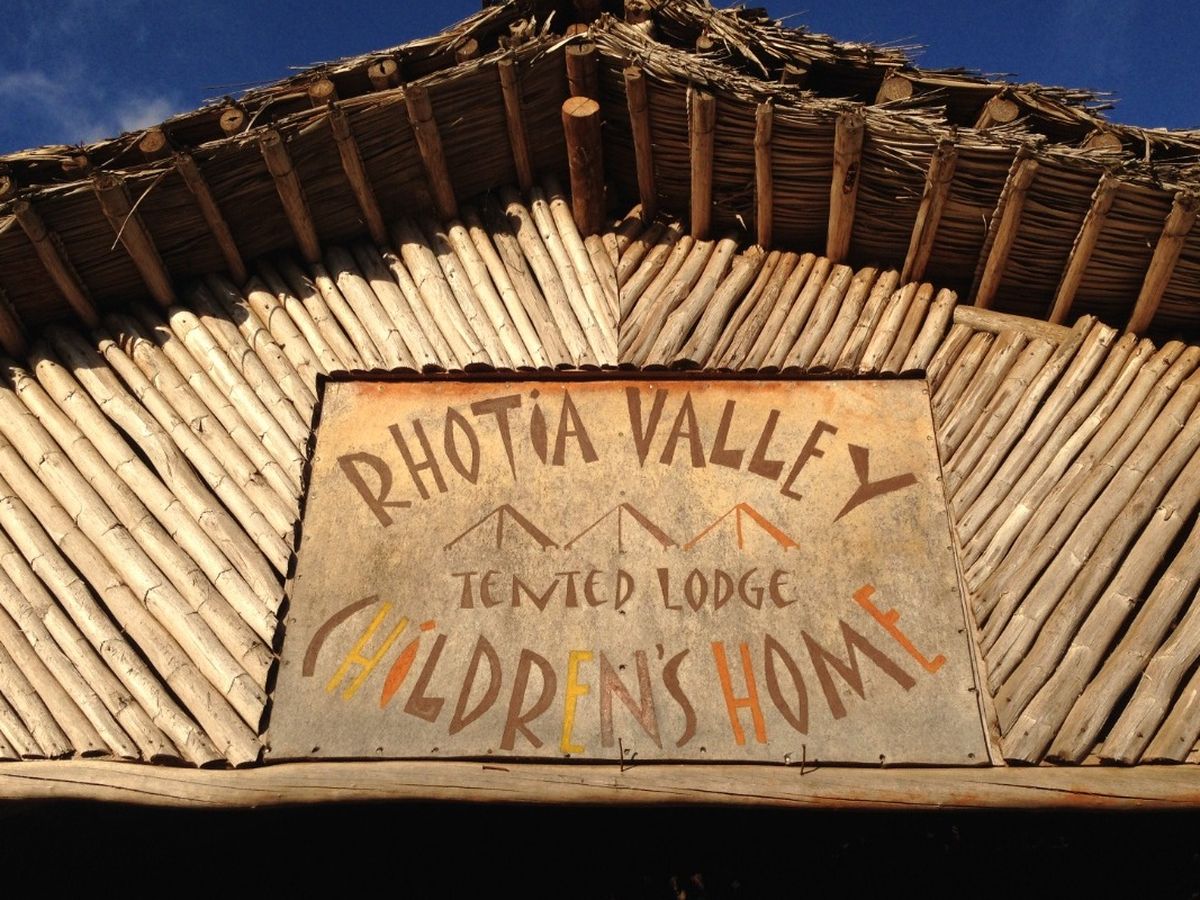 RHOTiA VALLEY
TENTED LODGE
CHiLDREN'S HOME